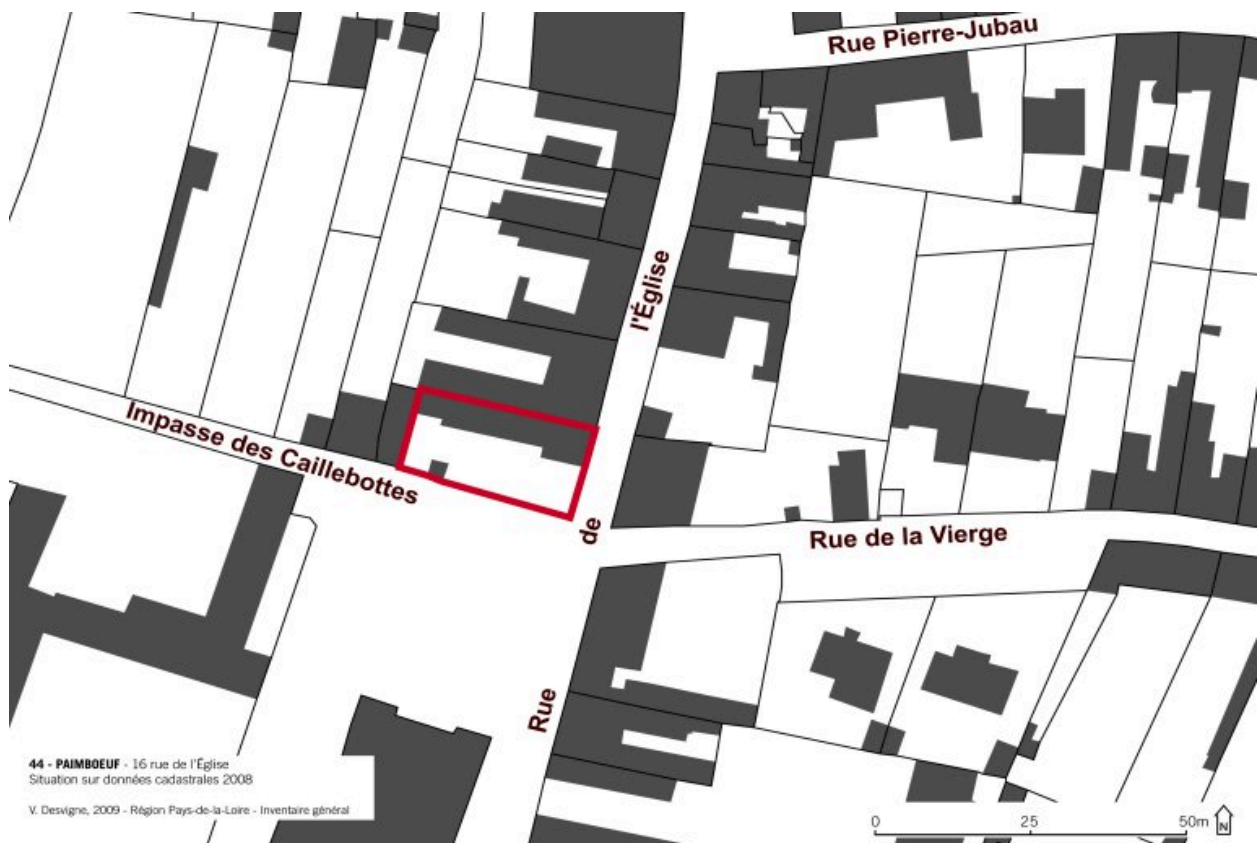 Rue Pierre-Jubau
l'Église
Impasse des Caillebottes
de
Rue de la Vierge
Rue
44 - PAIMBOEUF - 16 rue de l'Église
Situation sur données cadastrales 2008
V. Desvigne, 2009 - Région Pays-de-la-Loire - Inventaire général
0 25 50m
N